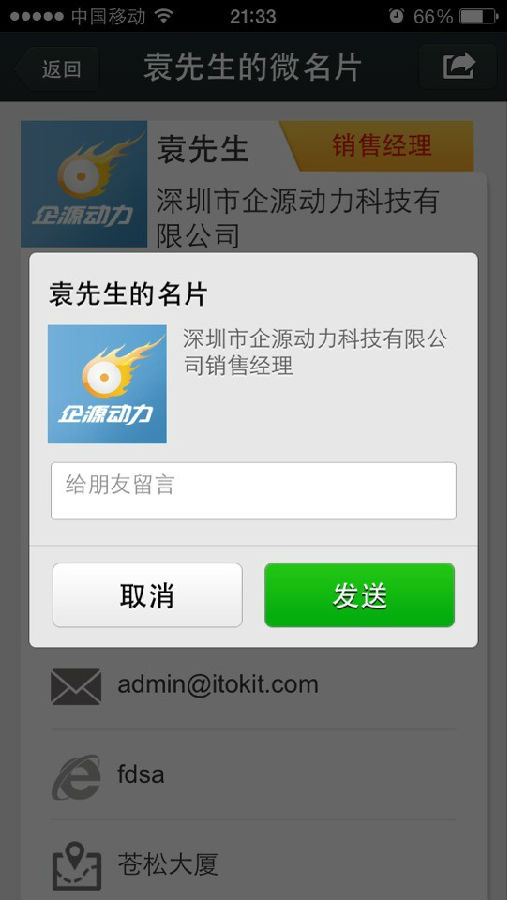 中国移动
21:33
66%
返回
袁先生的微名片
企源动力
袁先生
销售经理
深圳市企源动力科技有
限公司
袁先生的名片
企源动力
深圳市企源动力科技有限公
司销售经理
给朋友留言
取消
发送
admin@itokit.com
fdsa
苍松大厦